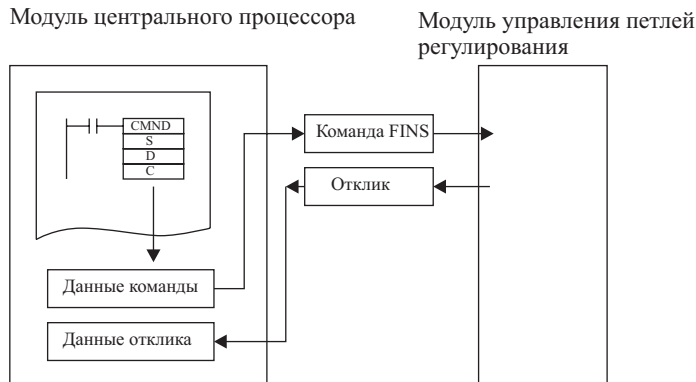 Модуль центрального процессора
Модуль управления петлей
регулирования
CMND
S
D
C
Команда FINS
Отклик
Данные команды
Данные отклика